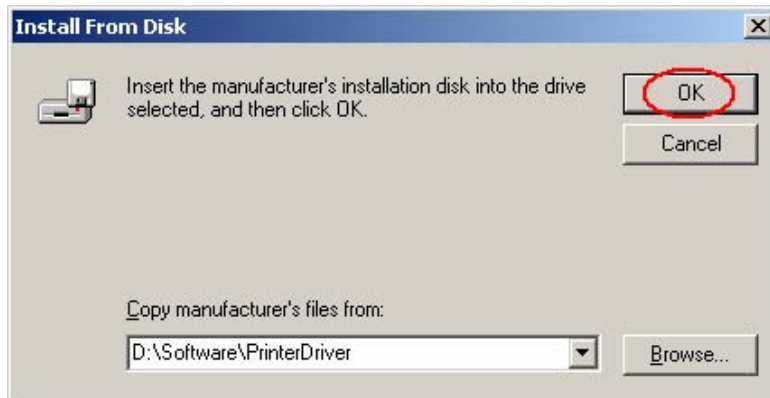 Install From Disk
Insert the manufacturer's installation disk into the drive
selected, and then click OK.
OK
Cancel
Copy manufacturer's files from:
D:\Software\PrinterDriver
Browse...